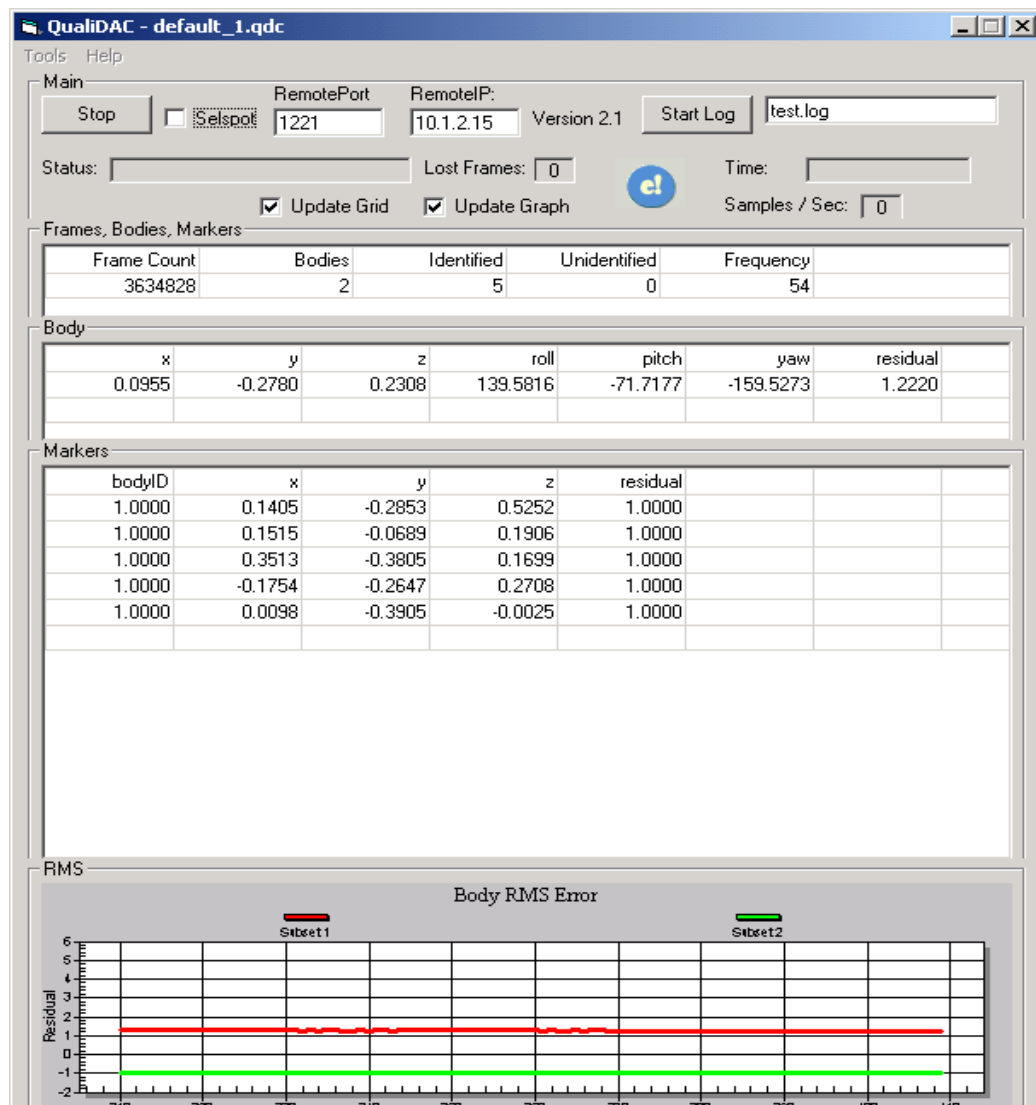 QualiDAC - default_1.qdc
Tools Help
Main
Stop Selspot RemotePort 1221 RemoteIP: 10.1.2.15 Version 2.1 Start Log test.log
Status: Lost Frames: 0 e! Time:
Update Grid Update Graph Samples / Sec: 0
Frames, Bodies, Markers
Frame Count Bodies Identified Unidentified Frequency
3634828 2 5 0 54
Body
x y z roll pitch yaw residual
0.0955 -0.2780 0.2308 139.5816 -71.7177 -159.5273 1.2220
Markers
bodyID x y z residual
1.0000 0.1405 -0.2853 0.5252 1.0000
1.0000 0.1515 -0.0689 0.1906 1.0000
1.0000 0.3513 -0.3805 0.1699 1.0000
1.0000 -0.1754 -0.2647 0.2708 1.0000
1.0000 0.0098 -0.3905 -0.0025 1.0000
RMS
Body RMS Error
Subset1 Subset2
Residual
6
5
4
3
2
1
0
-1
-2